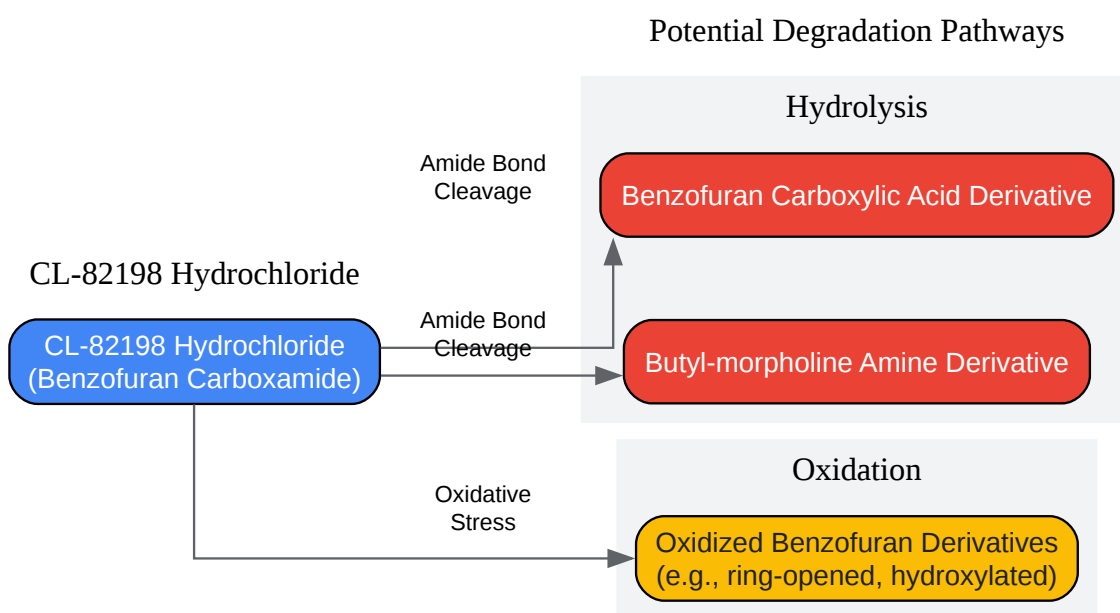 Potential Degradation Pathways
Hydrolysis
Amide Bond
Cleavage
Benzofuran Carboxylic Acid Derivative
CL-82198 Hydrochloride
CL-82198 Hydrochloride
(Benzofuran Carboxamide)
Amide Bond
Cleavage
Butyl-morpholine Amine Derivative
Oxidation
Oxidative
Stress
Oxidized Benzofuran Derivatives
(e.g., ring-opened, hydroxylated)